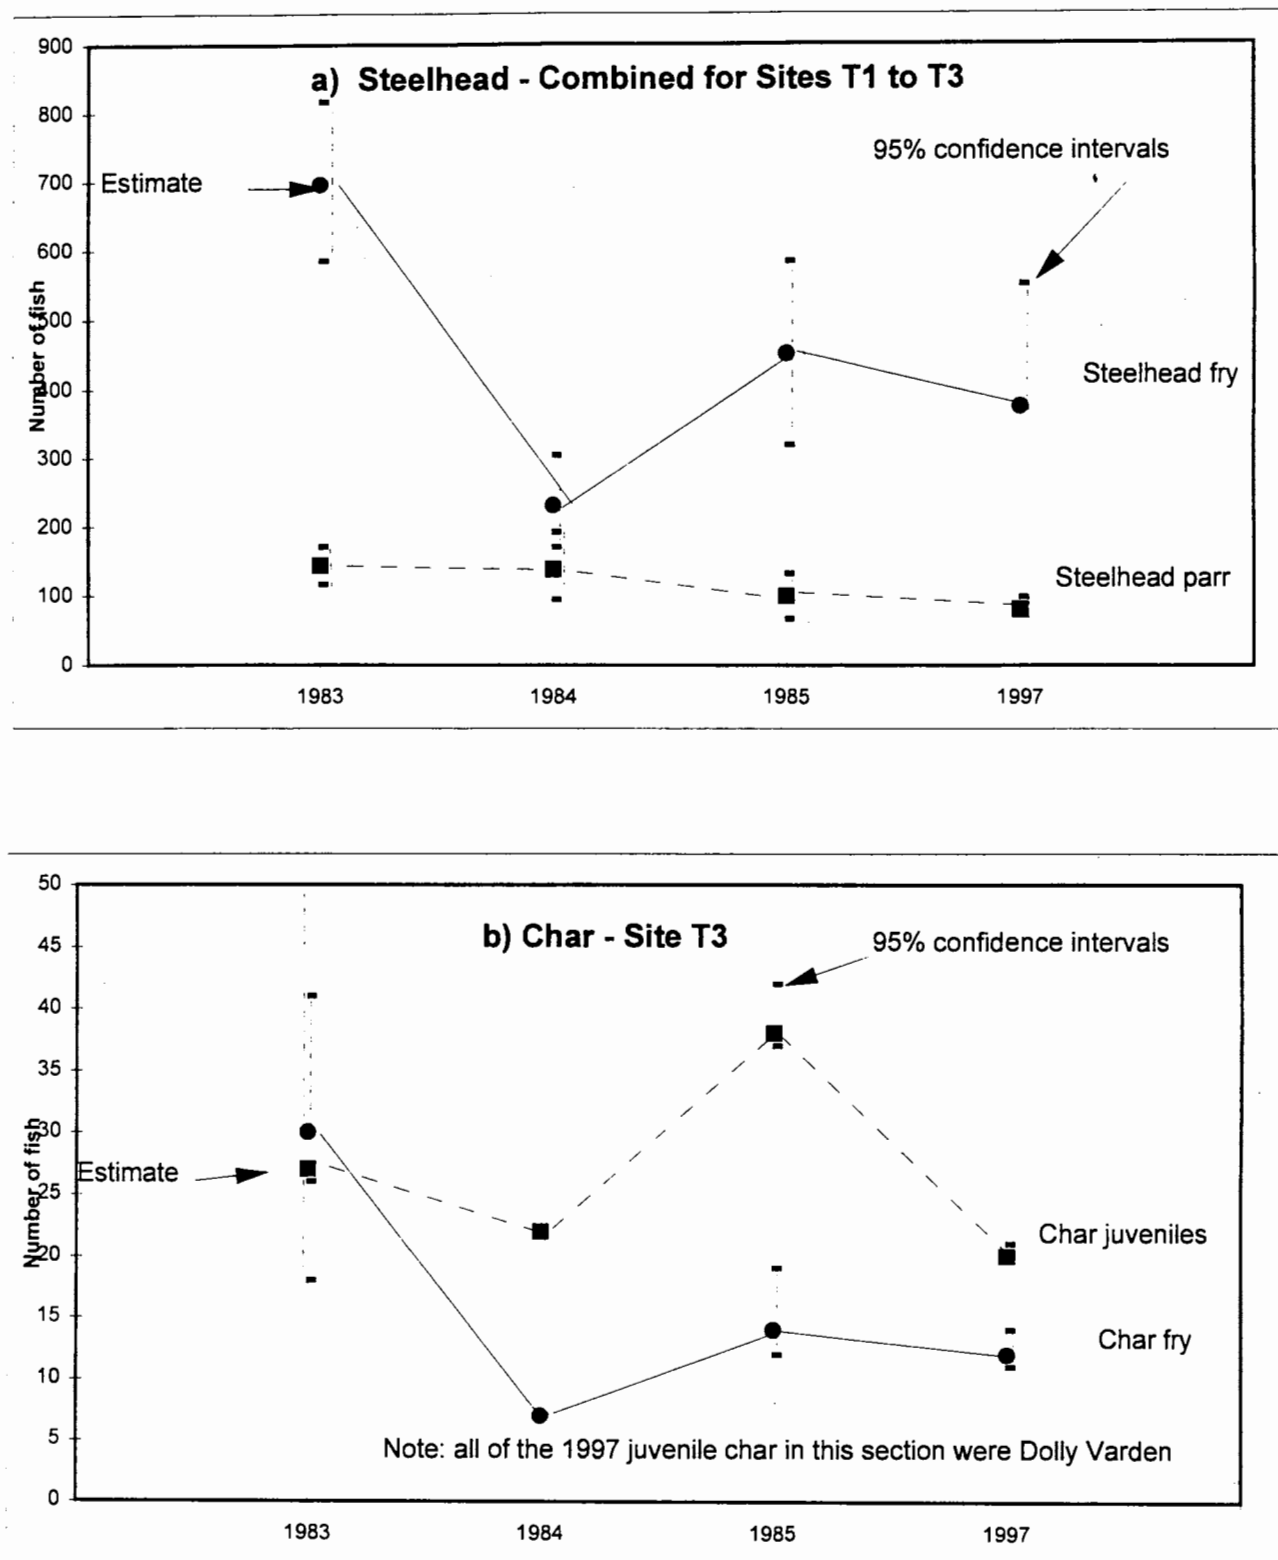 900
a) Steelhead - Combined for Sites T1 to T3
800
95% confidence intervals
700
Estimate
600
Number of fish
500
400
Steelhead fry
300
200
Steelhead parr
100
0
1983 1984 1985 1997
50
b) Char - Site T3
95% confidence intervals
45
40
35
30
Number of fish
Estimate
25
Char juveniles
20
15
Char fry
10
5
Note: all of the 1997 juvenile char in this section were Dolly Varden
0
1983 1984 1985 1997